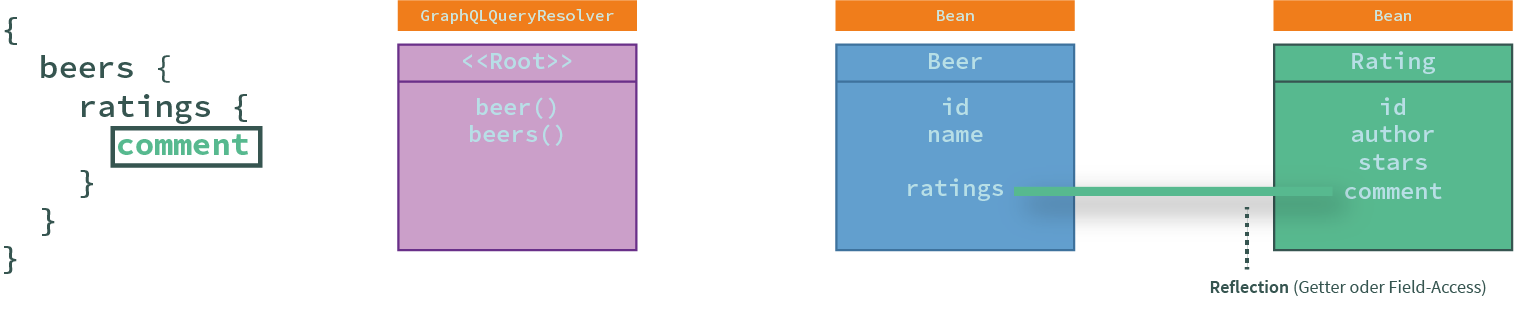 {
beers {
ratings {
comment
}
}
}
GraphQLQueryResolver
<<Root>>
beer()
beers()
Bean
Beer
id
name
ratings
Bean
Rating
id
author
stars
comment
Reflection (Getter oder Field-Access)